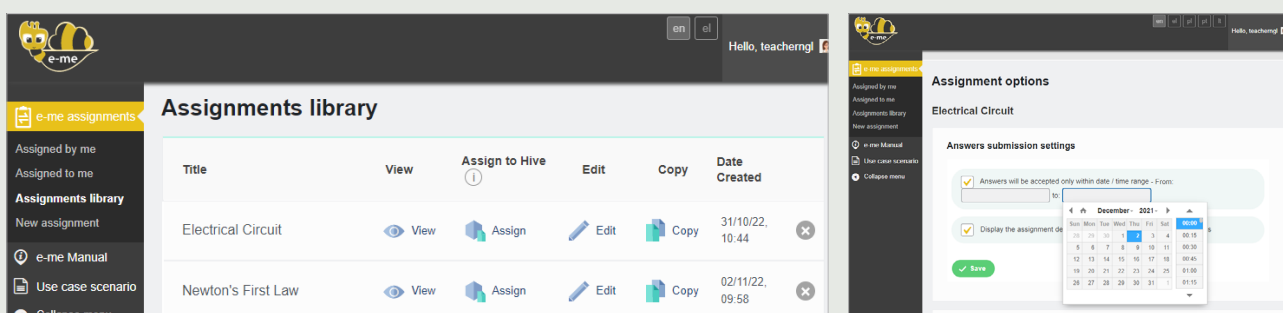 e-me
en el
Hello, teacherngl
e-me assignments
Assigned by me
Assigned to me
Assignments library
New assignment
e-me Manual
Use case scenario
Collapse menu
Assignments library
Title View Assign to Hive Edit Copy Date Created
Electrical Circuit View Assign Edit Copy 31/10/22, 10:44
Newton's First Law View Assign Edit Copy 02/11/22, 09:58
e-me
en el pl pt fi
Hello, teacherngl
e-me assignments
Assigned by me
Assigned to me
Assignments library
New assignment
e-me Manual
Use case scenario
Collapse menu
Assignment options
Electrical Circuit
Answers submission settings
Answers will be accepted only within date / time range - From:
to:
Display the assignment de
s
December 2021
Sun Mon Tue Wed Thu Fri Sat
28 29 30 1 2 3 4
5 6 7 8 9 10 11
12 13 14 15 16 17 18
19 20 21 22 23 24 25
26 27 28 29 30 31 1
00:00
00:15
00:30
00:45
01:00
01:15
Save